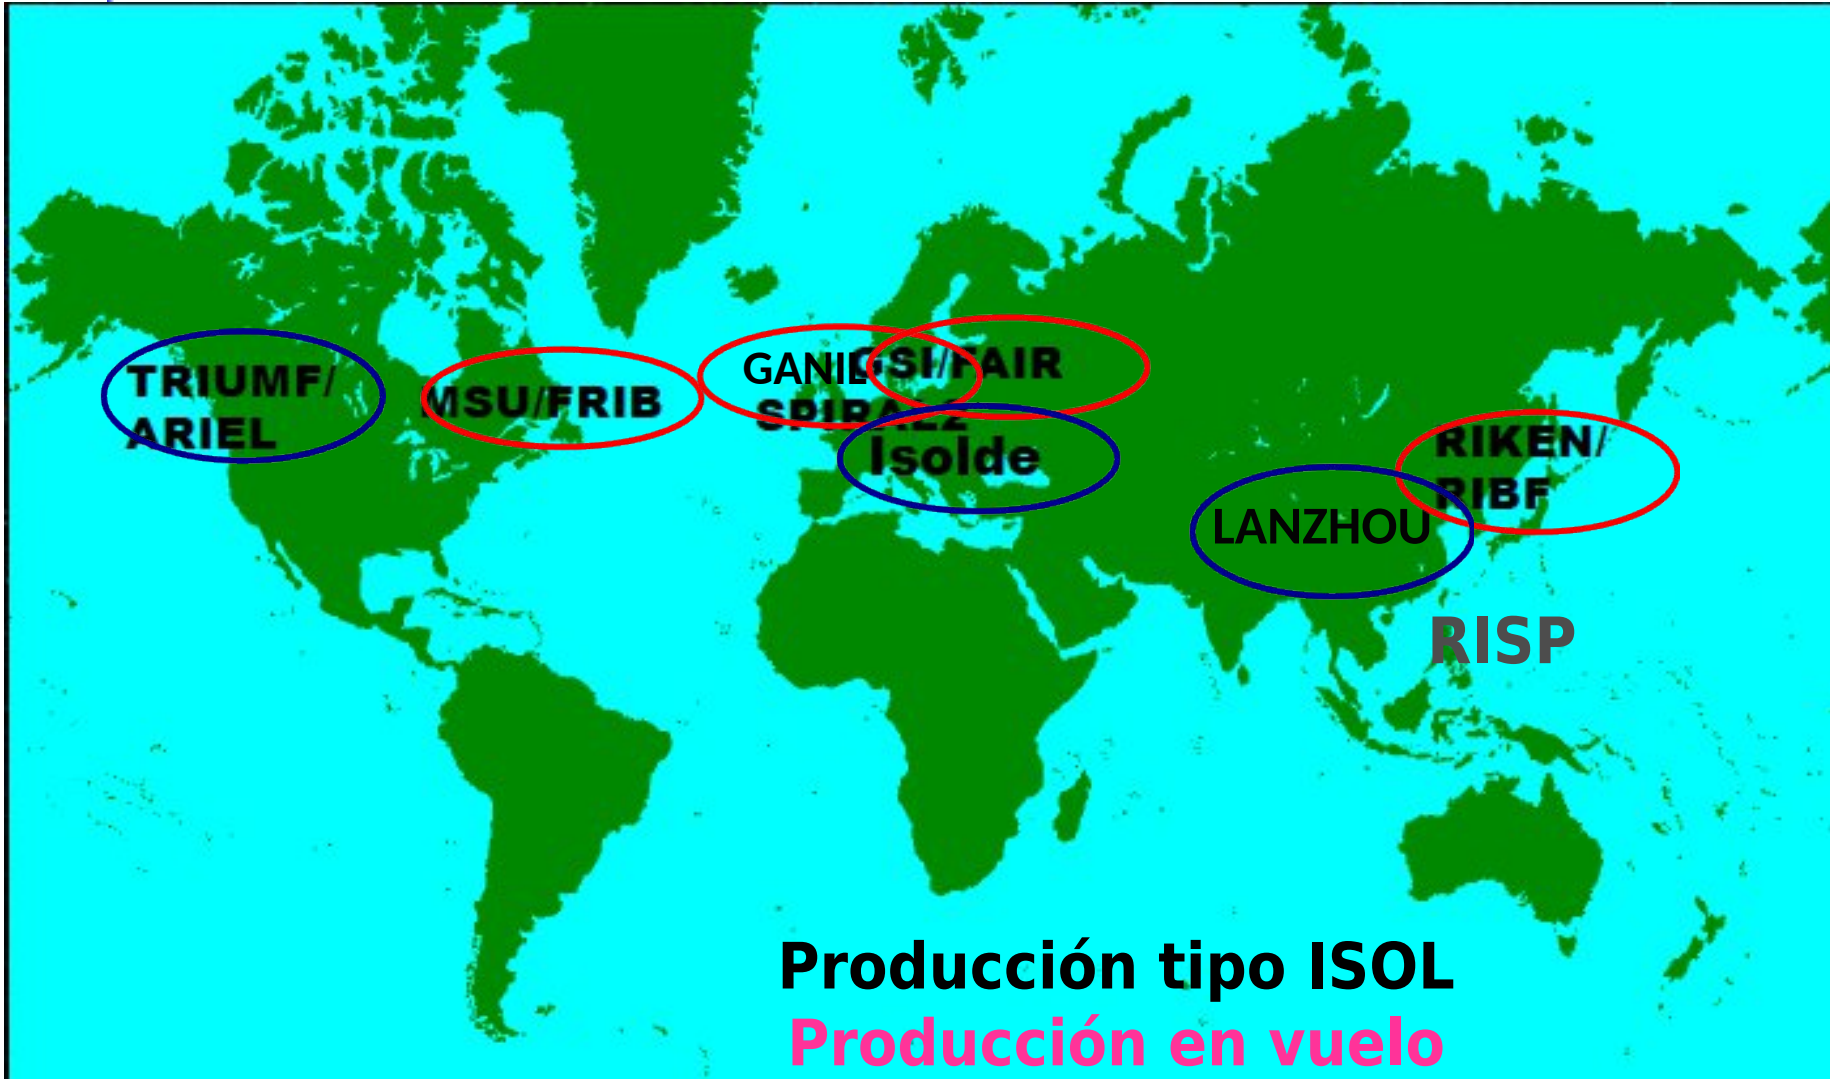 TRIUMF/
ARIEL
MSU/FRIB
GANIL
SPIRAL2
GSI/FAIR
Isolde
LANZHOU
RIKEN/
RIBF
RISP
Producción tipo ISOL
Producción en vuelo